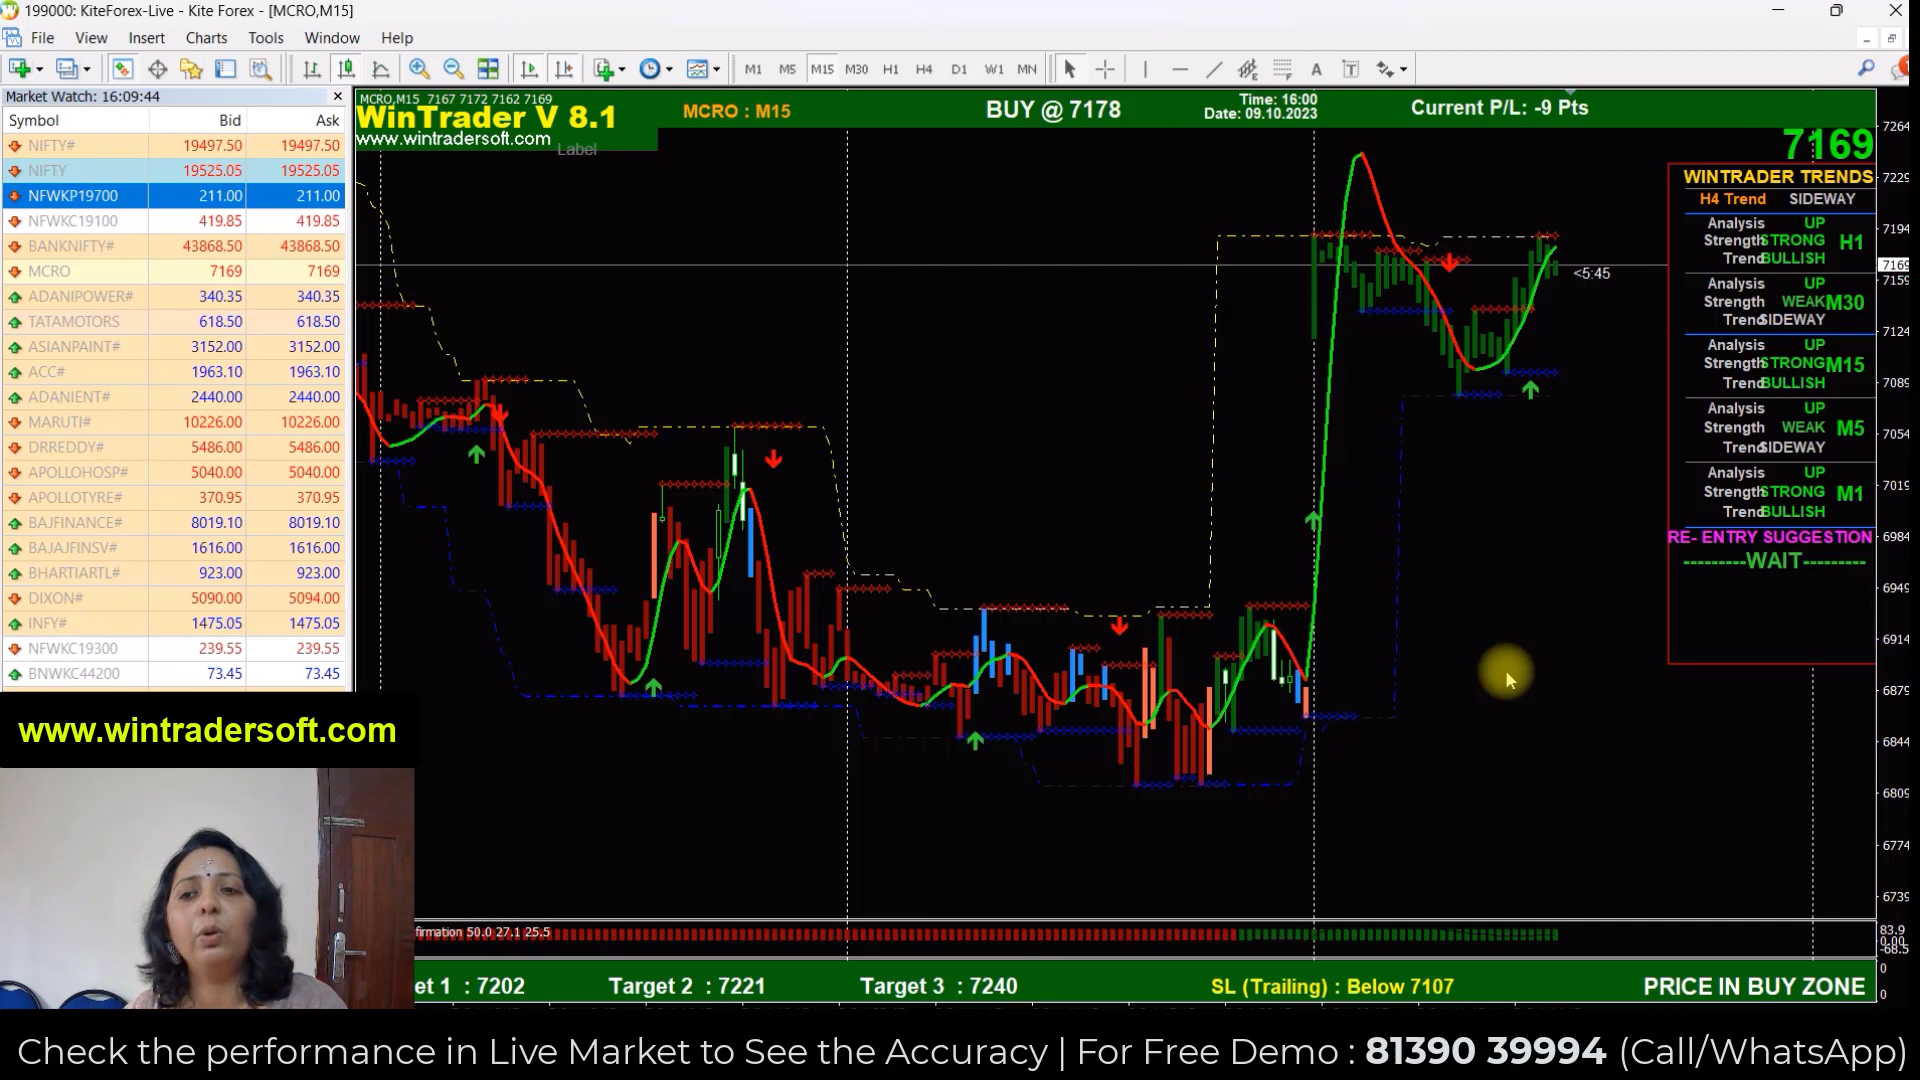 199000: KiteForex-Live - Kite Forex - [MCRO,M15]
File View Insert Charts Tools Window Help
M1 M5 M15 M30 H1 H4 D1 W1 MN
Market Watch: 16:09:44
Symbol Bid Ask
NIFTY# 19497.50 19497.50
NIFTY 19525.05 19525.05
NFWKP19700 211.00 211.00
NFWKC19100 419.85 419.85
BANKNIFTY# 43868.50 43868.50
MCRO 7169 7169
ADANIPOWER# 340.35 340.35
TATAMOTORS 618.50 618.50
ASIANPAINT# 3152.00 3152.00
ACC# 1963.10 1963.10
ADANIENT# 2440.00 2440.00
MARUTI# 10226.00 10226.00
DRREDDY# 5486.00 5486.00
APOLLOHOSP# 5040.00 5040.00
APOLLOTYRE# 370.95 370.95
BAJFINANCE# 8019.10 8019.10
BAJAJFINSV# 1616.00 1616.00
BHARTIARTL# 923.00 923.00
DIXON# 5090.00 5094.00
INFY# 1475.05 1475.05
NFWKC19300 239.55 239.55
BNWKC44200 73.45 73.45
www.wintradersoft.com
MCRO,M15 7167 7172 7162 7169
WinTrader V 8.1
www.wintradersoft.com
Label
MCRO : M15
BUY @ 7178
Time: 16:00
Date: 09.10.2023
Current P/L: -9 Pts
7169
WINTRADER TRENDS
H4 Trend SIDEWAY
Analysis UP
Strength STRONG H1
Trend BULLISH
Analysis UP
Strength WEAK M30
Trend SIDEWAY
Analysis UP
Strength STRONG M15
Trend BULLISH
Analysis UP
Strength WEAK M5
Trend SIDEWAY
Analysis UP
Strength STRONG M1
Trend BULLISH
RE- ENTRY SUGGESTION
---------WAIT---------
<5:45
7264
7229
7194
7169
7159
7124
7089
7054
7019
6984
6949
6914
6879
6844
6809
6774
6739
83.9
0.00
-68.5
0
0
firmation 50.0 27.1 25.5
et 1 : 7202 Target 2 : 7221 Target 3 : 7240 SL (Trailing) : Below 7107 PRICE IN BUY ZONE
Check the performance in Live Market to See the Accuracy | For Free Demo : 81390 39994 (Call/WhatsApp)